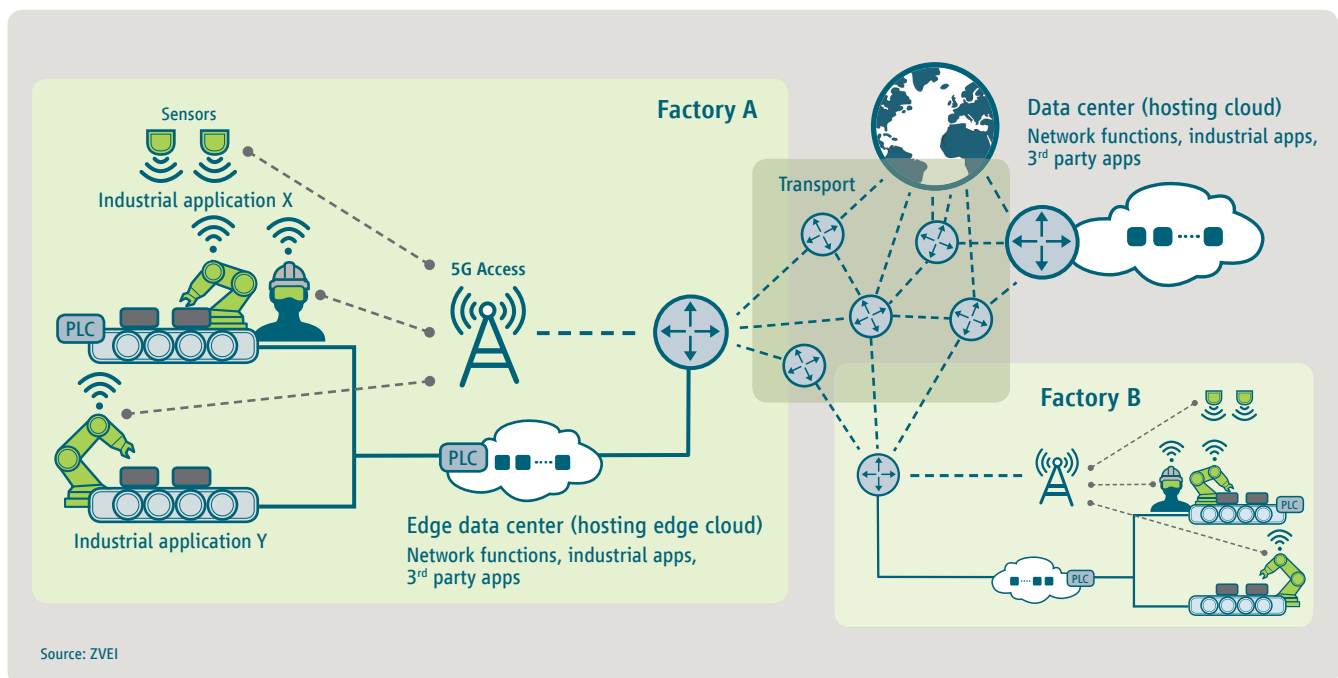 Factory A
Sensors
Industrial application X
PLC
5G Access
PLC
Industrial application Y
Edge data center (hosting edge cloud)
Network functions, industrial apps,
3rd party apps
Transport
Data center (hosting cloud)
Network functions, industrial apps,
3rd party apps
Factory B
PLC
PLC
Source: ZVEI